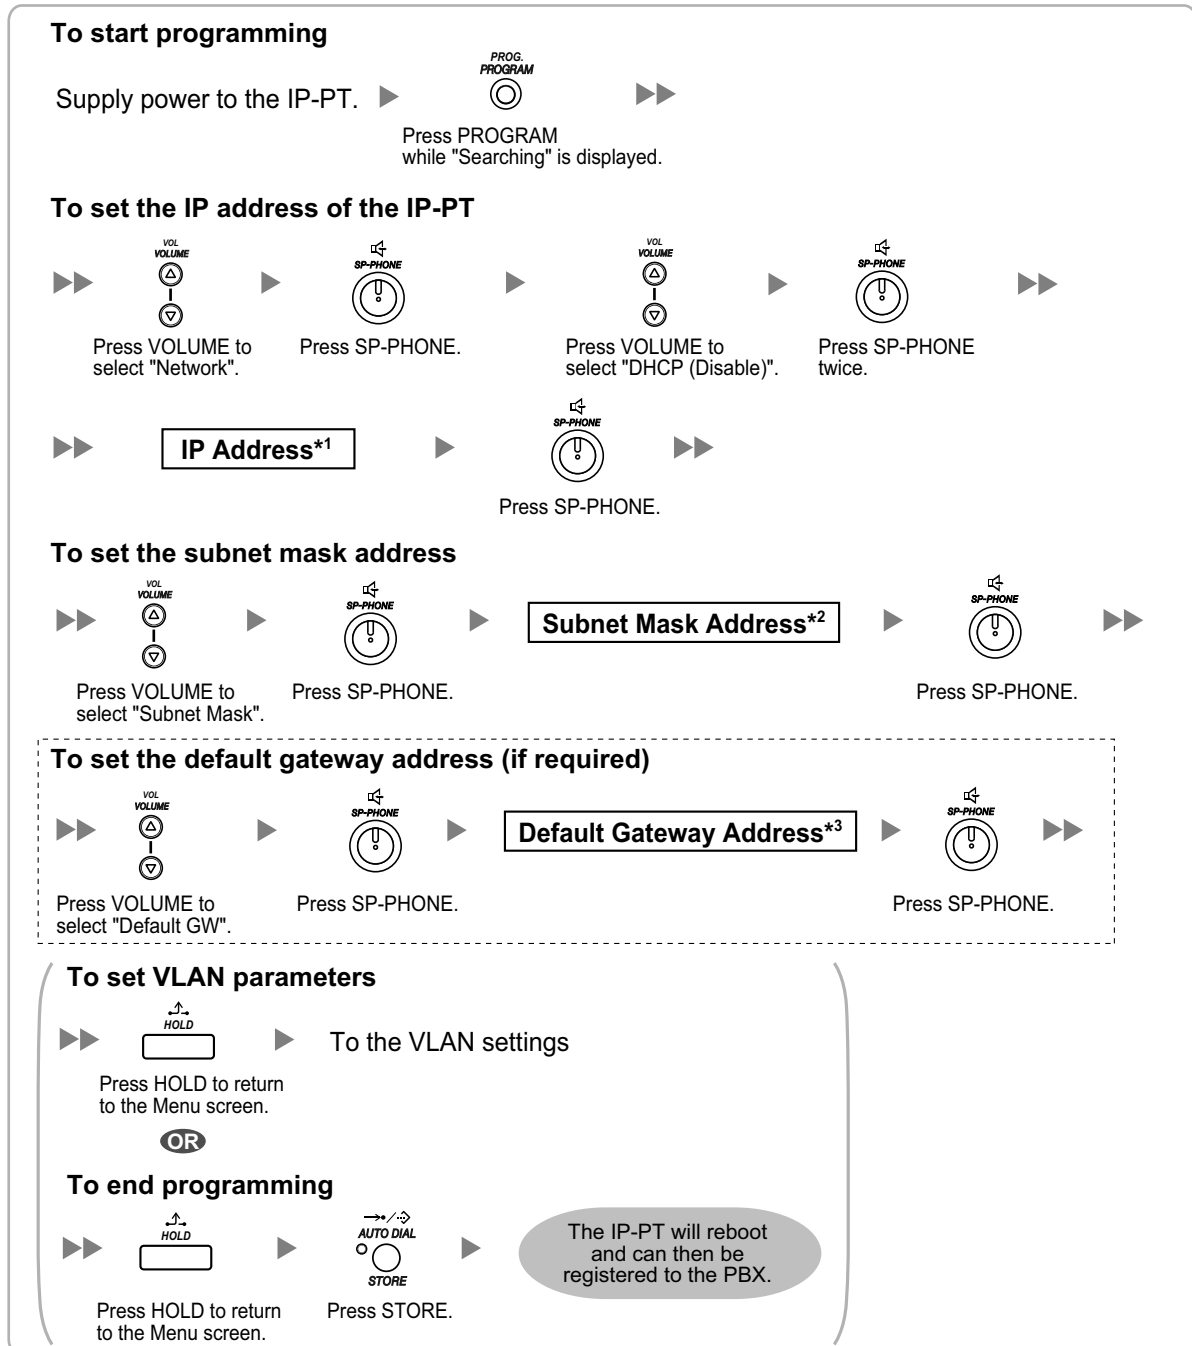 To start programming
PROG.
PROGRAM
Supply power to the IP-PT.
Press PROGRAM
while "Searching" is displayed.
To set the IP address of the IP-PT
VOL
VOLUME
SP-PHONE
VOL
VOLUME
SP-PHONE
Press VOLUME to
select "Network".
Press SP-PHONE.
Press VOLUME to
select "DHCP (Disable)".
Press SP-PHONE
twice.
IP Address*1
SP-PHONE
Press SP-PHONE.
To set the subnet mask address
VOL
VOLUME
SP-PHONE
Subnet Mask Address*2
SP-PHONE
Press VOLUME to
select "Subnet Mask".
Press SP-PHONE.
Press SP-PHONE.
To set the default gateway address (if required)
VOL
VOLUME
SP-PHONE
Default Gateway Address*3
SP-PHONE
Press VOLUME to
select "Default GW".
Press SP-PHONE.
Press SP-PHONE.
To set VLAN parameters
HOLD
To the VLAN settings
Press HOLD to return
to the Menu screen.
OR
To end programming
HOLD
AUTO DIAL
STORE
The IP-PT will reboot
and can then be
registered to the PBX.
Press HOLD to return
to the Menu screen.
Press STORE.